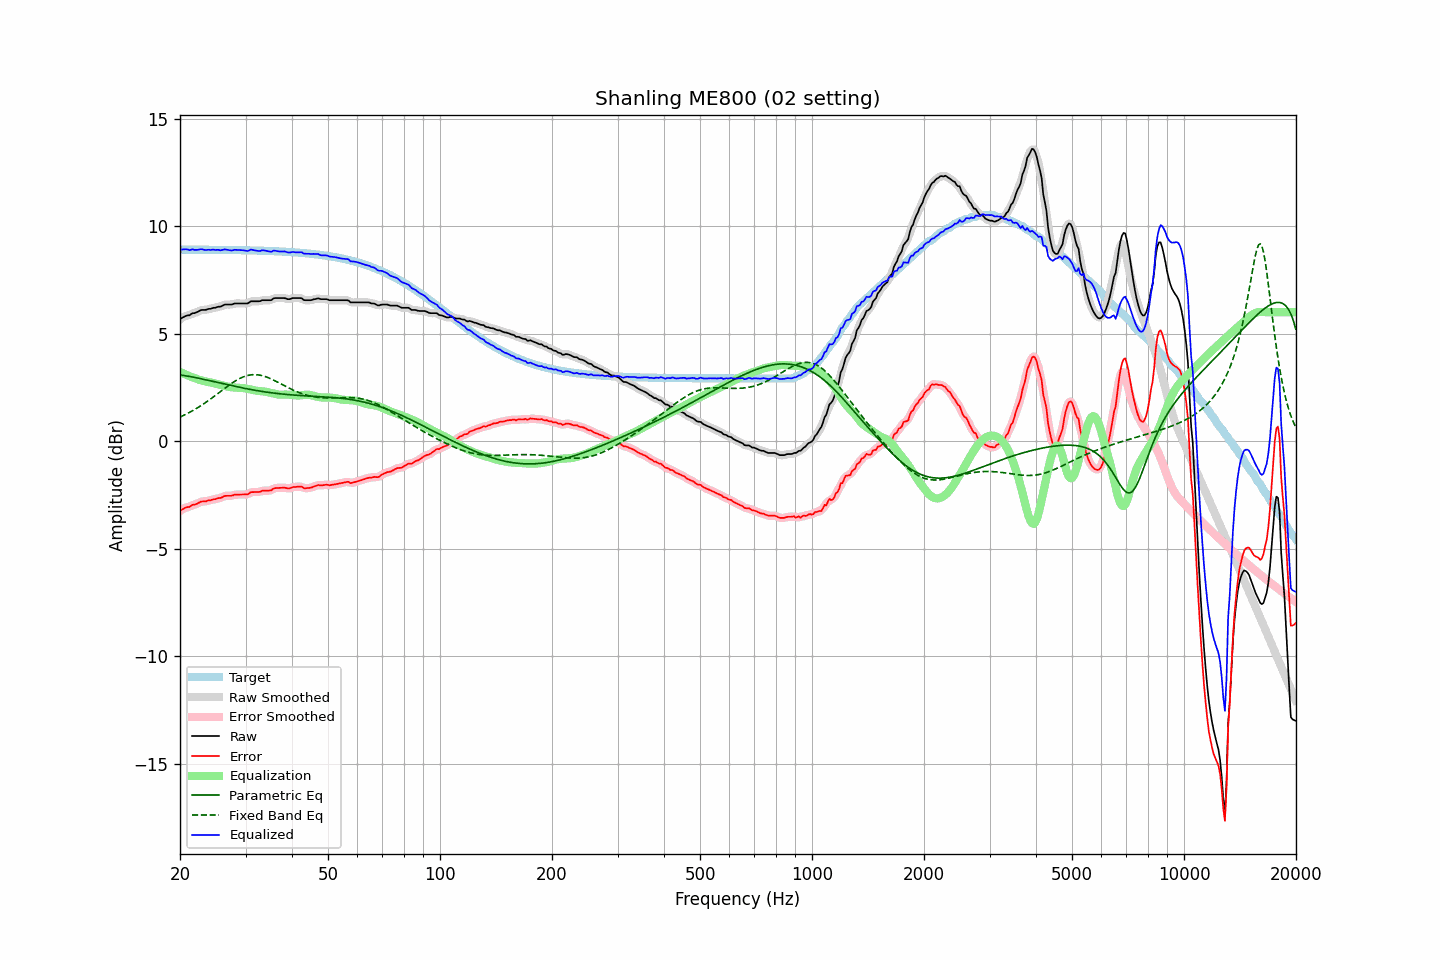 Shanling ME800 (02 setting)
15
10
5
0
−5
−10
−15
Amplitude (dBr)
Target
Raw Smoothed
Error Smoothed
Raw
Error
Equalization
Parametric Eq
Fixed Band Eq
Equalized
20 50 100 200 500 1000 2000 5000 10000 20000
Frequency (Hz)